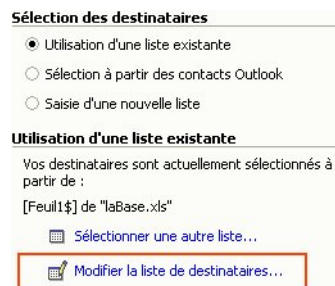 Sélection des destinataires
Utilisation d'une liste existante
Sélection à partir des contacts Outlook
Saisie d'une nouvelle liste
Utilisation d'une liste existante
Vos destinataires sont actuellement sélectionnés à
partir de :
[Feuil1$] de "laBase.xls"
Sélectionner une autre liste...
Modifier la liste de destinataires...